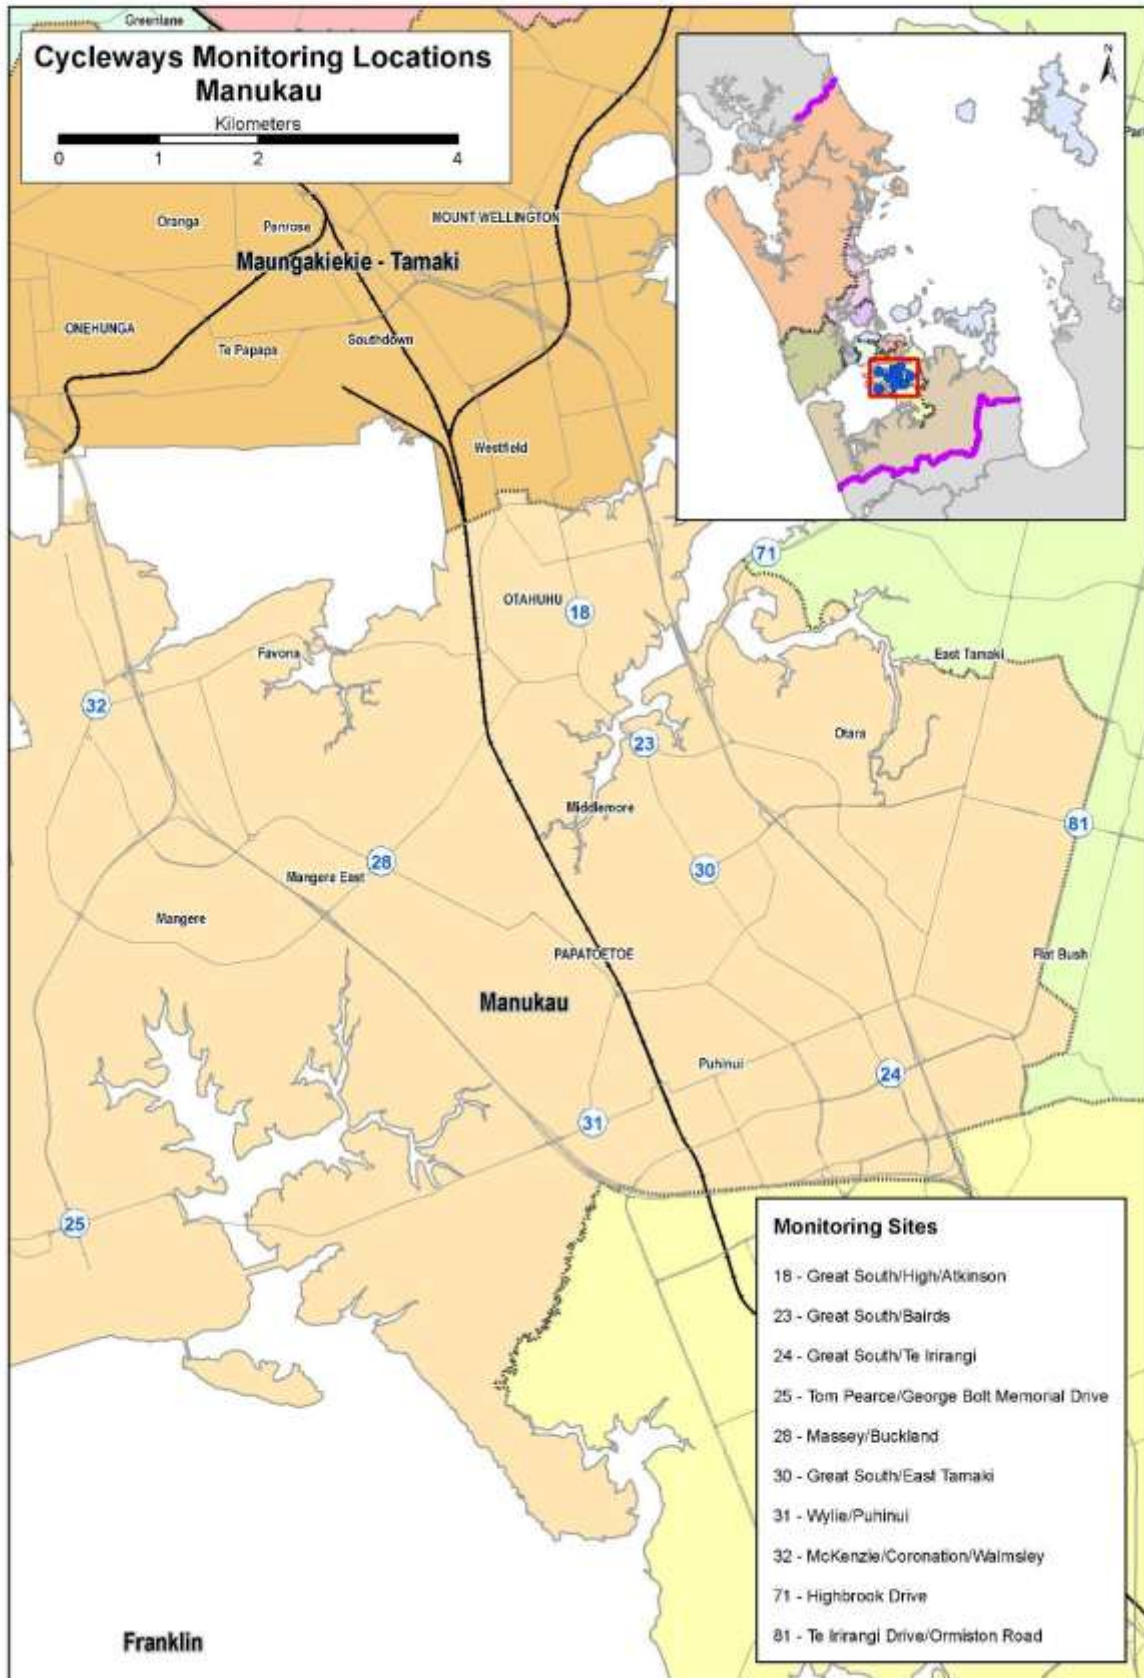 Greenlane
Cycleways Monitoring Locations
Manukau
Kilometers
0 1 2 4
N
Oranga
Penrose
MOUNT WELLINGTON
Maungakiekie - Tamaki
ONEHUNGA
Te Papapa
Southdown
Westfield
71
OTAHUHU
18
Favona
East Tamaki
32
23
Otara
Middlemore
81
28
30
Mangere East
Mangere
PAPATOETOE
Flat Bush
Manukau
Puhinui
24
31
25
Monitoring Sites
18 - Great South/High/Atkinson
23 - Great South/Bairds
24 - Great South/Te Irirangi
25 - Tom Pearce/George Bolt Memorial Drive
28 - Massey/Buckland
30 - Great South/East Tamaki
31 - Wylie/Puhinui
32 - McKenzie/Coronation/Walmsley
71 - Highbrook Drive
81 - Te Irirangi Drive/Ormiston Road
Franklin